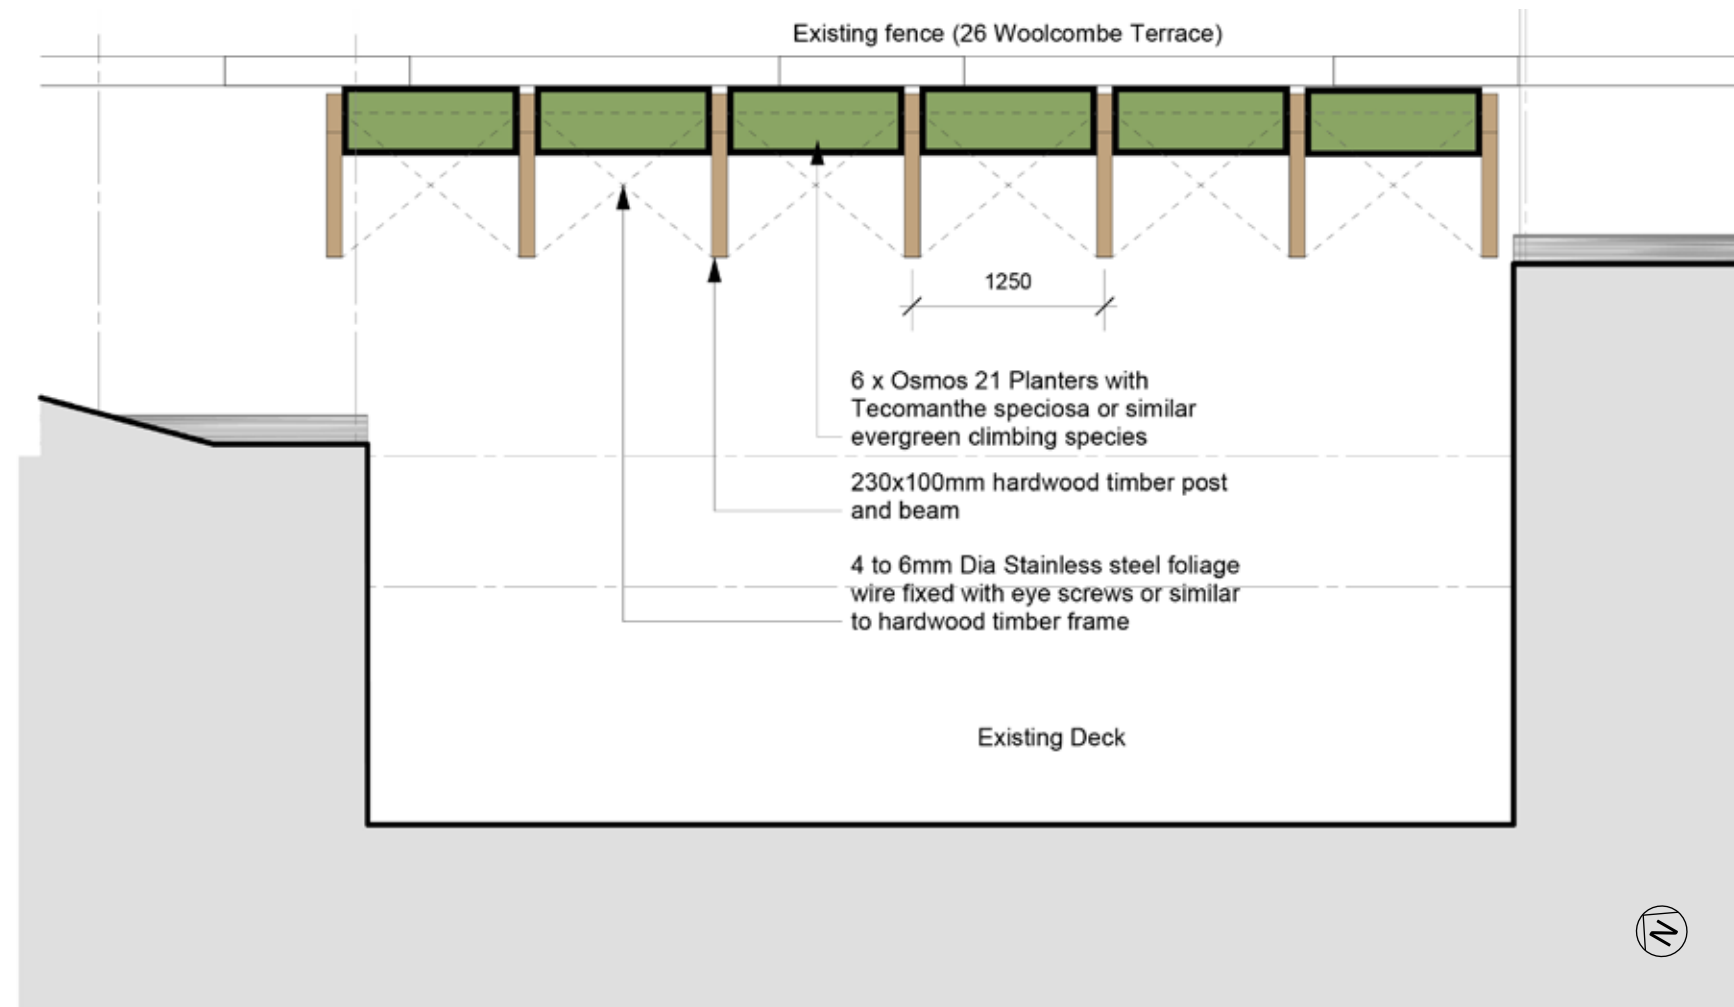 Existing fence (26 Woolcombe Terrace)
1250
6 x Osmos 21 Planters with
Tecomanthe speciosa or similar
evergreen climbing species
230x100mm hardwood timber post
and beam
4 to 6mm Dia Stainless steel foliage
wire fixed with eye screws or similar
to hardwood timber frame
Existing Deck
N